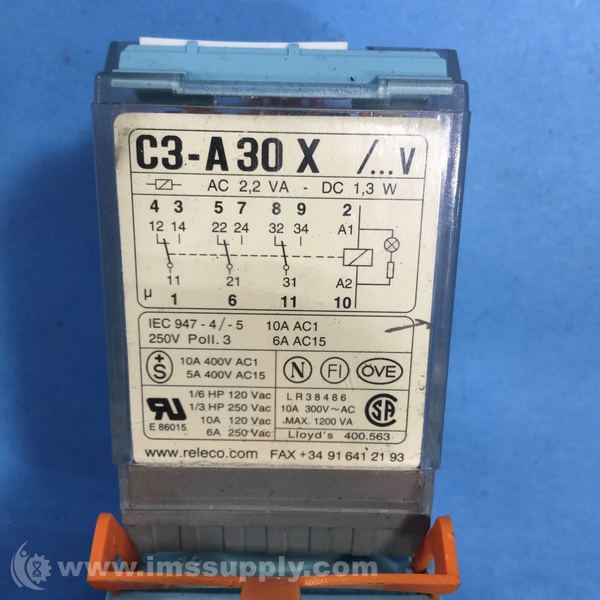 C3-A30 X /...V
AC 2,2 VA - DC 1,3 W
4 3 5 7 8 9 2
12 14 22 24 32 34 A1
11 21 31 A2
µ 1 6 11 10
IEC 947 - 4/ - 5 10A AC1
250V Poll. 3 6A AC15
+ S 10A 400V AC1
5A 400V AC15
N FI ÖVE
1/6 HP 120 Vac
1/3 HP 250 Vac
10A 120 Vac
6A 250 Vac
E 86015
LR38486
10A 300V~AC
MAX. 1200 VA
Lloyd's 400.563
SA
www.releco.com FAX +34 91 641 21 93
www.imssupply.com